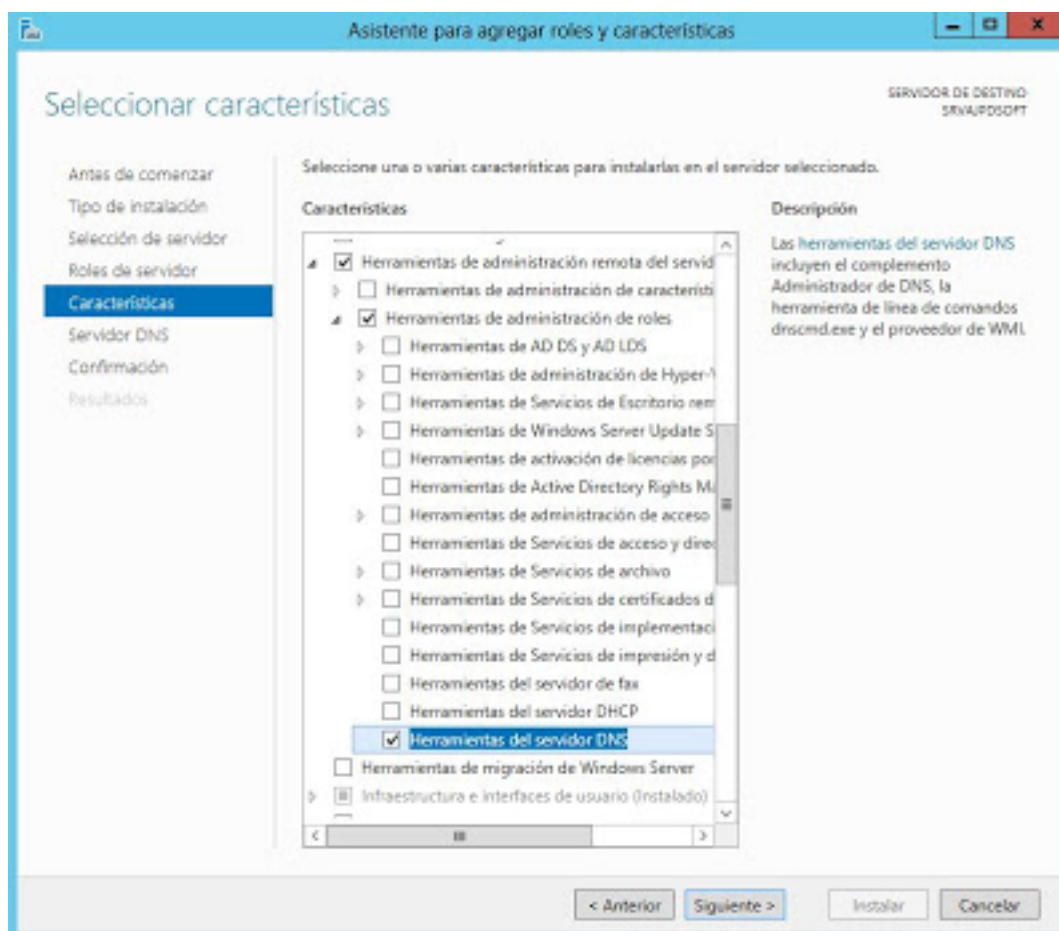 Asistente para agregar roles y características
Seleccionar características
SERVIDOR DE DESTINO
SRVAJPDSOFT
Antes de comenzar
Tipo de instalación
Selección de servidor
Roles de servidor
Características
Servidor DNS
Confirmación
Resultados
Seleccione una o varias características para instalarlas en el servidor seleccionado.
Características
Herramientas de administración remota del servid
Herramientas de administración de característi
Herramientas de administración de roles
Herramientas de AD DS y AD LDS
Herramientas de administración de Hyper-V
Herramientas de Servicios de Escritorio rem
Herramientas de Windows Server Update S
Herramientas de activación de licencias por
Herramientas de Active Directory Rights Ma
Herramientas de administración de acceso
Herramientas de Servicios de acceso y direc
Herramientas de Servicios de archivo
Herramientas de Servicios de certificados d
Herramientas de Servicios de implementaci
Herramientas de Servicios de impresión y d
Herramientas del servidor de fax
Herramientas del servidor DHCP
Herramientas del servidor DNS
Herramientas de migración de Windows Server
Infraestructura e interfaces de usuario (Instalado)
Descripción
Las herramientas del servidor DNS
incluyen el complemento
Administrador de DNS, la
herramienta de línea de comandos
dnscmd.exe y el proveedor de WMI.
< Anterior
Siguiente >
Instalar
Cancelar